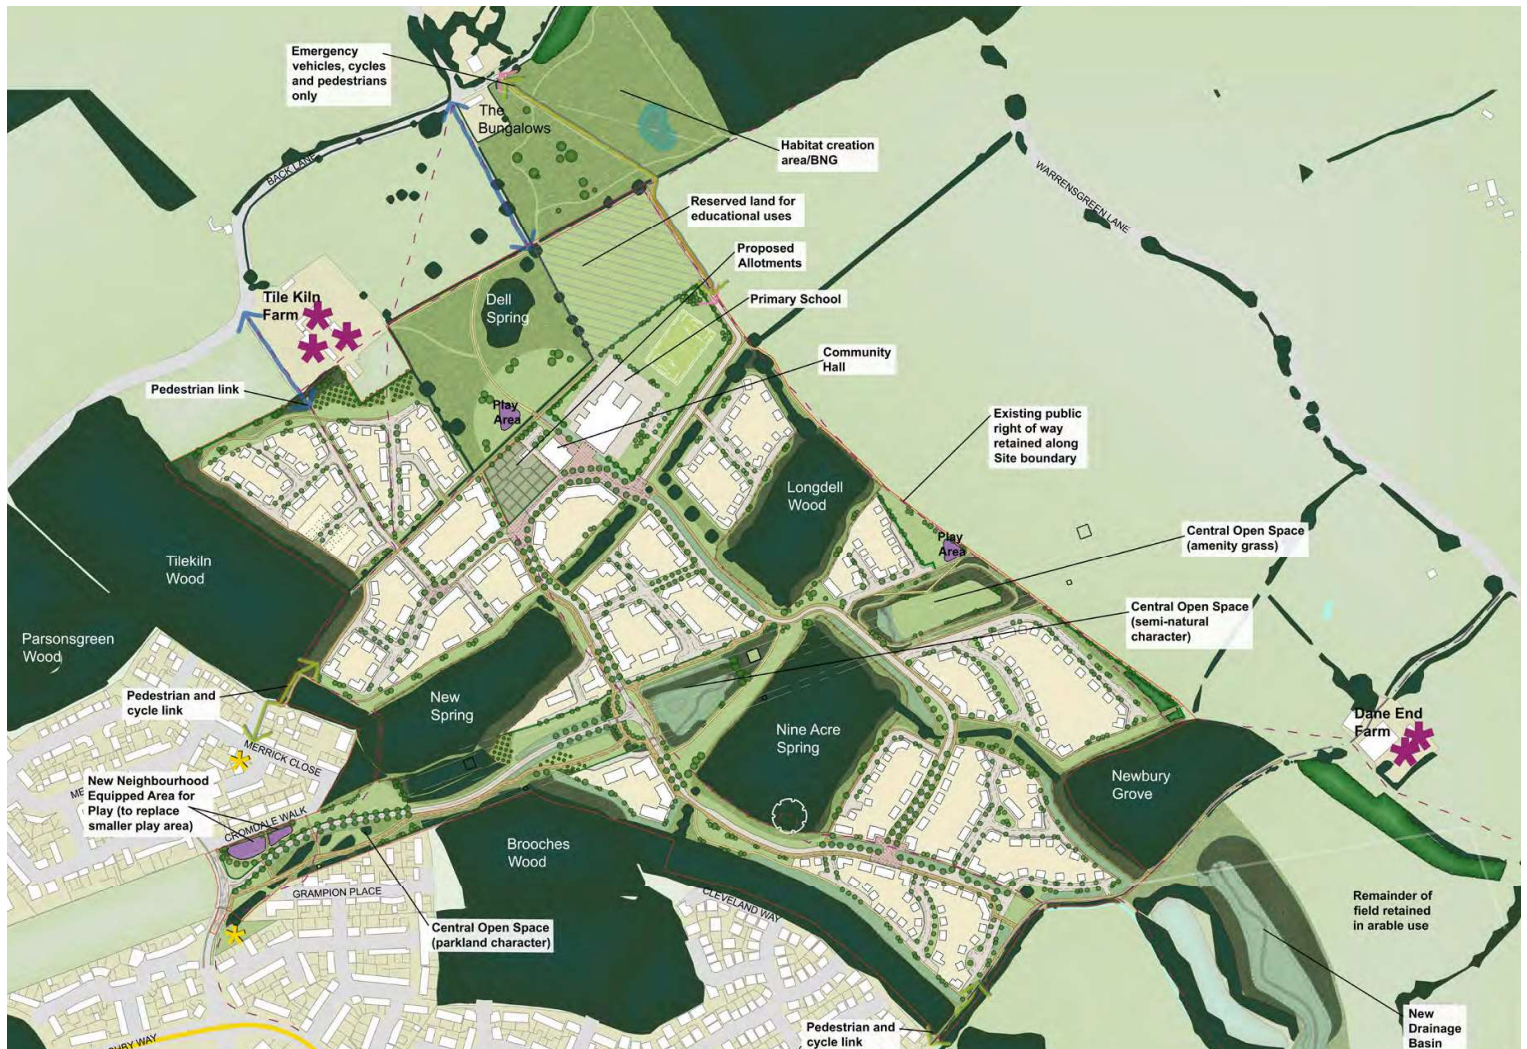 Emergency
vehicles, cycles
and pedestrians
only
The
Bungalows
Habitat creation
area/BNG
BACK LANE
WARRENSGREEN LANE
Reserved land for
educational uses
Proposed
Allotments
Tile Kiln
Farm
Dell
Spring
Primary School
Community
Hall
Pedestrian link
Play
Area
Existing public
right of way
retained along
Site boundary
Longdell
Wood
Play
Area
Central Open Space
(amenity grass)
Tilekiln
Wood
Central Open Space
(semi-natural
character)
Parsonsgreen
Wood
Pedestrian and
cycle link
New
Spring
Nine Acre
Spring
Dane End
Farm
MERRICK CLOSE
Newbury
Grove
New Neighbourhood
Equipped Area for
Play (to replace
smaller play area)
CROMDALE WALK
Brooches
Wood
GRAMPION PLACE
CLEVELAND WAY
Remainder of
field retained
in arable use
Central Open Space
(parkland character)
New
Drainage
Basin
Pedestrian and
cycle link
WAY